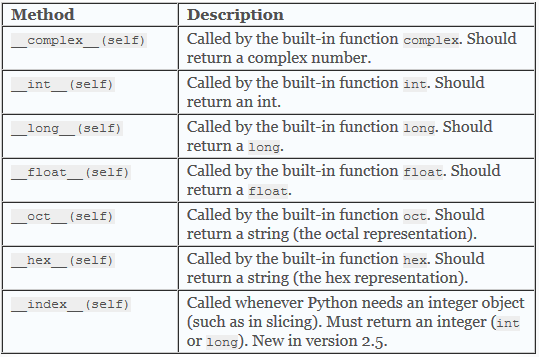 Method Description
__complex__(self) Called by the built-in function complex. Should
return a complex number.
__int__(self) Called by the built-in function int. Should
return an int.
__long__(self) Called by the built-in function long. Should
return a long.
__float__(self) Called by the built-in function float. Should
return a float.
__oct__(self) Called by the built-in function oct. Should
return a string (the octal representation).
__hex__(self) Called by the built-in function hex. Should
return a string (the hex representation).
__index__(self) Called whenever Python needs an integer object
(such as in slicing). Must return an integer (int
or long). New in version 2.5.